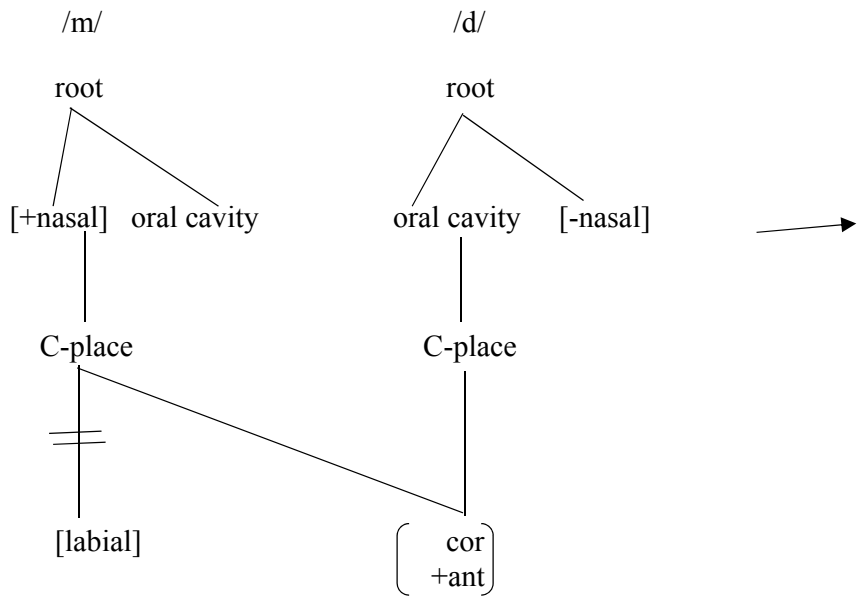 /m/ /d/
root root
[+nasal] oral cavity oral cavity [-nasal]
C-place C-place
[labial] cor
+ant